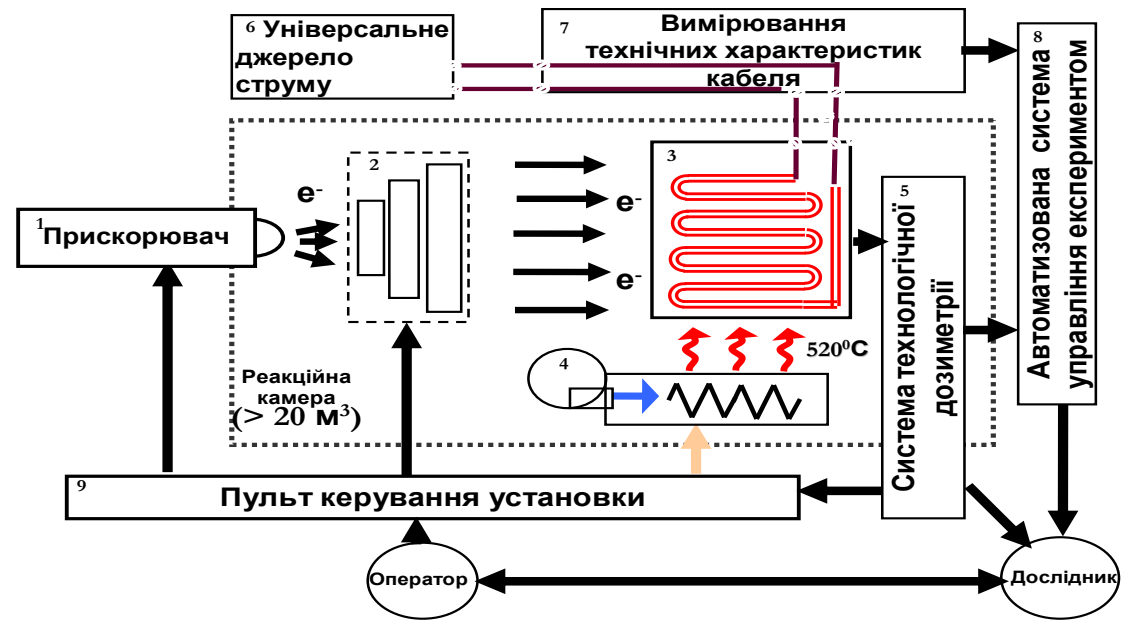 6 Універсальне
джерело
струму
7
Вимірювання
технічних характеристик
кабеля
8
Автоматизована система
управління експериментом
1 Прискорювач
e-
2
e-
e-
3
5
Система технологічної
дозиметрії
4
520⁰С
Реакційна
камера
(> 20 м³)
9
Пульт керування установки
Оператор
Дослідник